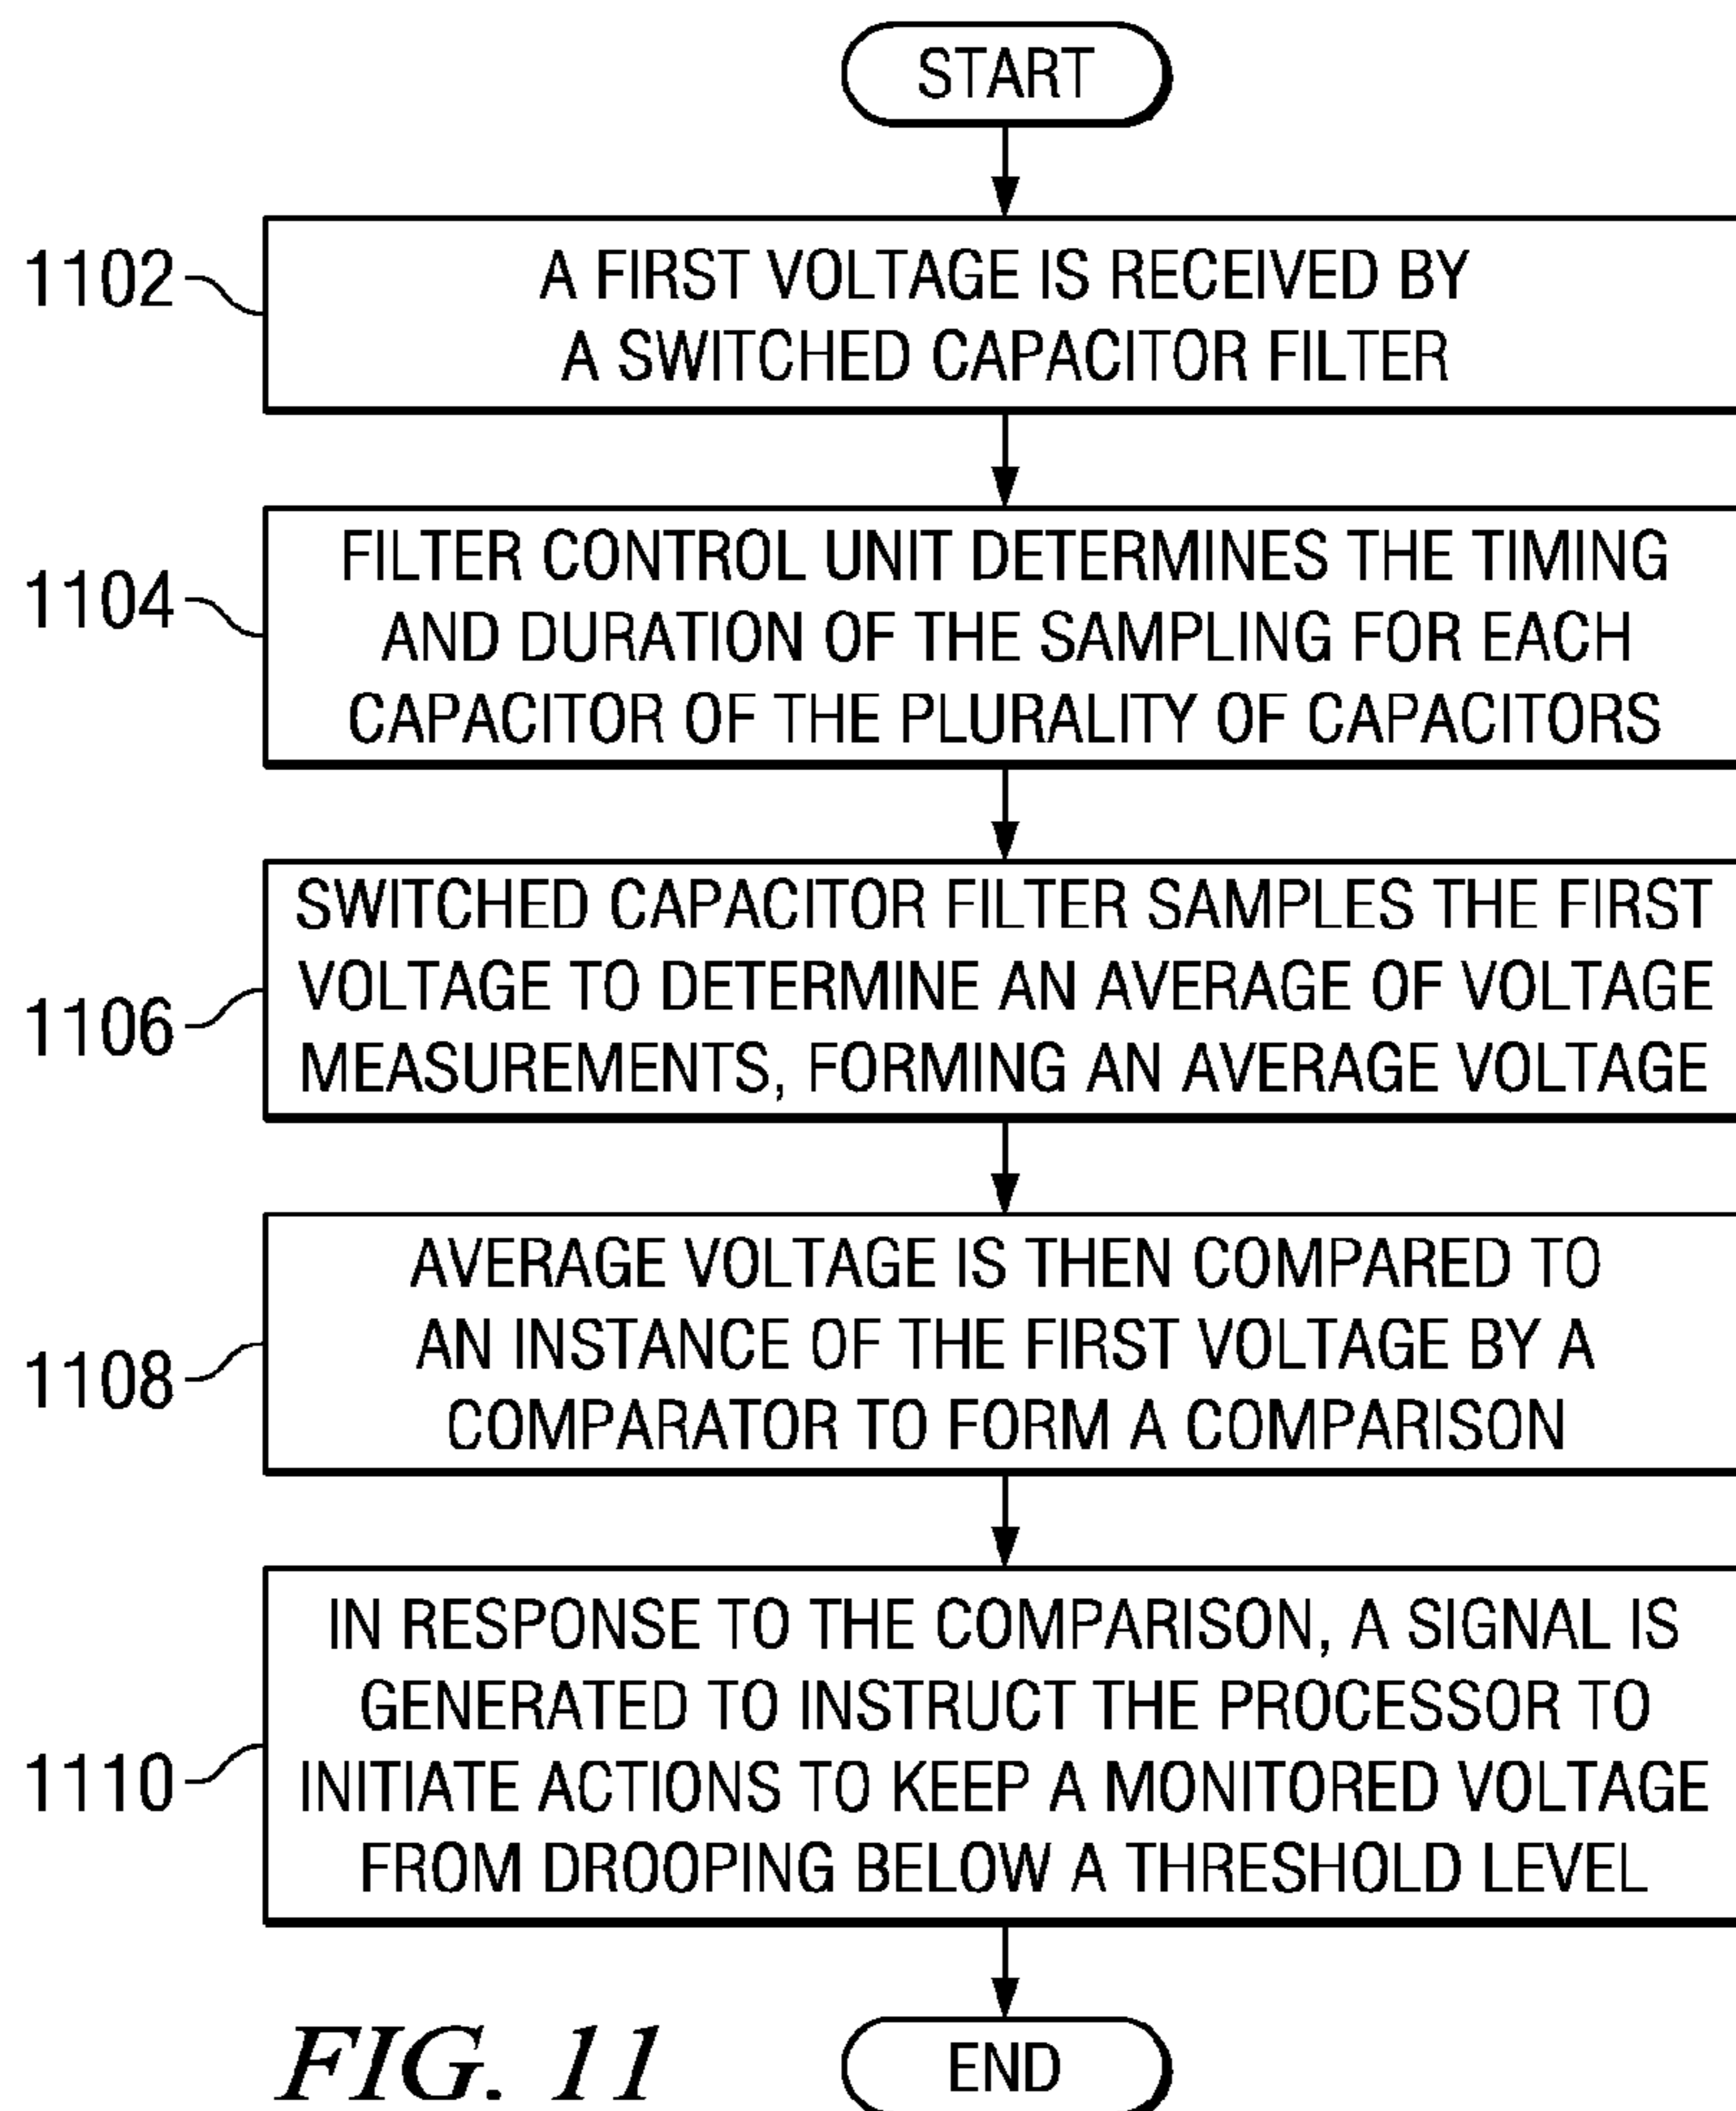 START
1102
A FIRST VOLTAGE IS RECEIVED BY
A SWITCHED CAPACITOR FILTER
1104
FILTER CONTROL UNIT DETERMINES THE TIMING
AND DURATION OF THE SAMPLING FOR EACH
CAPACITOR OF THE PLURALITY OF CAPACITORS
1106
SWITCHED CAPACITOR FILTER SAMPLES THE FIRST
VOLTAGE TO DETERMINE AN AVERAGE OF VOLTAGE
MEASUREMENTS, FORMING AN AVERAGE VOLTAGE
1108
AVERAGE VOLTAGE IS THEN COMPARED TO
AN INSTANCE OF THE FIRST VOLTAGE BY A
COMPARATOR TO FORM A COMPARISON
1110
IN RESPONSE TO THE COMPARISON, A SIGNAL IS
GENERATED TO INSTRUCT THE PROCESSOR TO
INITIATE ACTIONS TO KEEP A MONITORED VOLTAGE
FROM DROOPING BELOW A THRESHOLD LEVEL
END
FIG. 11